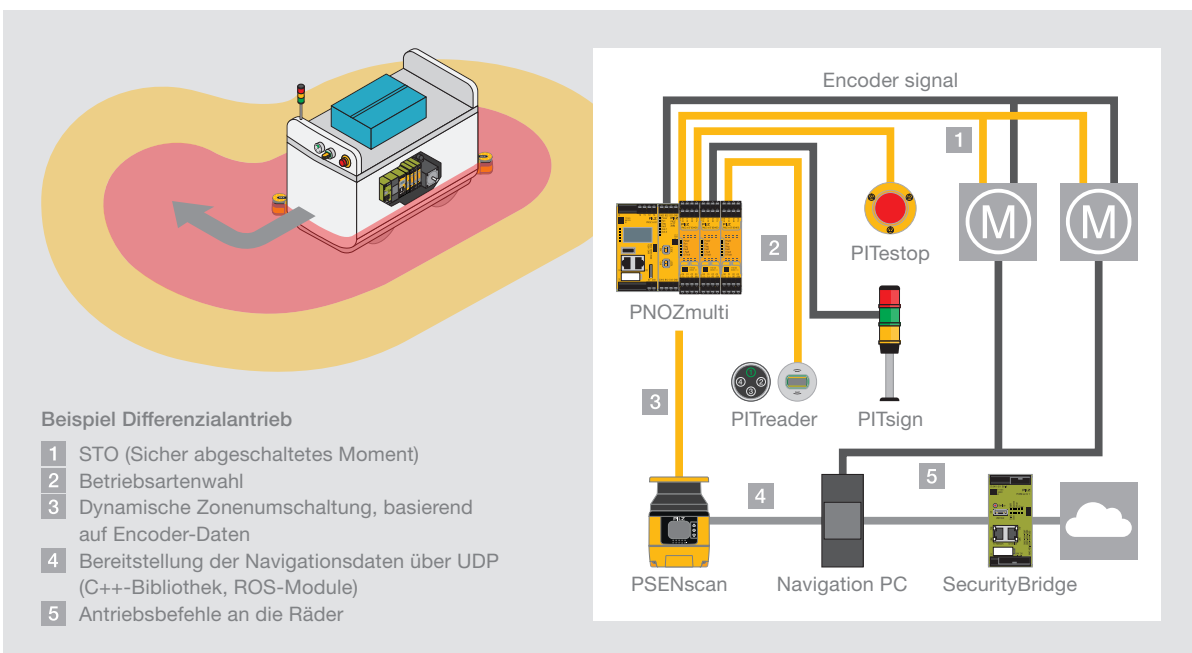 Encoder signal
1
M
M
2
PITestop
PNOZmulti
3
PITreader
PITsign
4
5
PSENscan
Navigation PC
SecurityBridge
Beispiel Differenzialantrieb
1 STO (Sicher abgeschaltetes Moment)
2 Betriebsartenwahl
3 Dynamische Zonenumschaltung, basierend
auf Encoder-Daten
4 Bereitstellung der Navigationsdaten über UDP
(C++-Bibliothek, ROS-Module)
5 Antriebsbefehle an die Räder